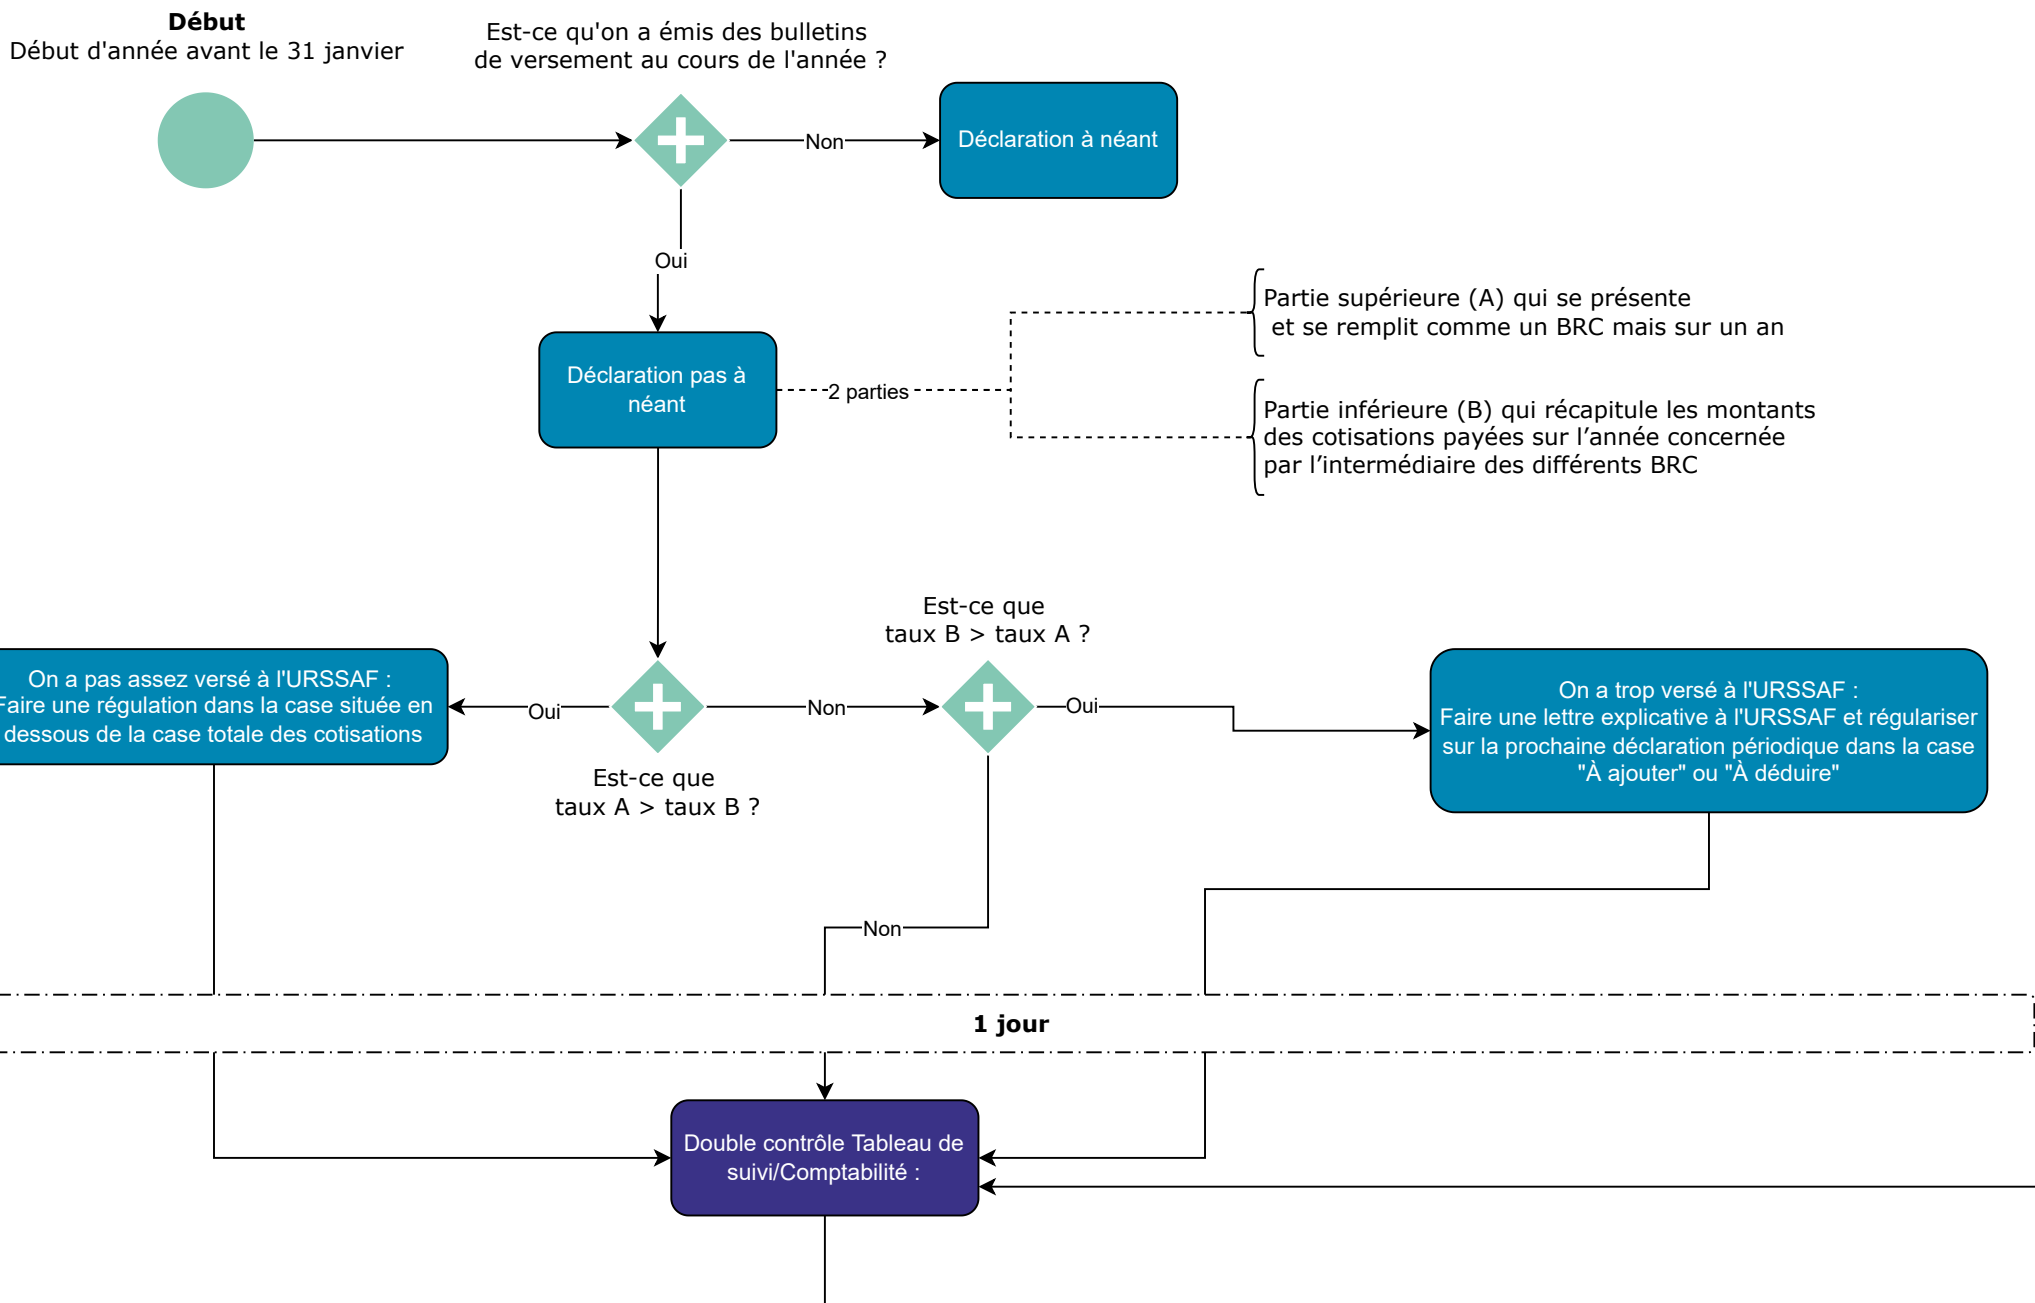 Début
Début d'année avant le 31 janvier
Est-ce qu'on a émis des bulletins
de versement au cours de l'année ?
Non
Déclaration à néant
Oui
Déclaration pas à
néant
2 parties
Partie supérieure (A) qui se présente
et se remplit comme un BRC mais sur un an
Partie inférieure (B) qui récapitule les montants
des cotisations payées sur l’année concernée
par l’intermédiaire des différents BRC
Est-ce que
taux B > taux A ?
On a pas assez versé à l'URSSAF :
Faire une régulation dans la case située en
dessous de la case totale des cotisations
Oui
Non
Oui
On a trop versé à l'URSSAF :
Faire une lettre explicative à l'URSSAF et régulariser
sur la prochaine déclaration périodique dans la case
"À ajouter" ou "À déduire"
Est-ce que
taux A > taux B ?
Non
1 jour
Double contrôle Tableau de
suivi/Comptabilité :